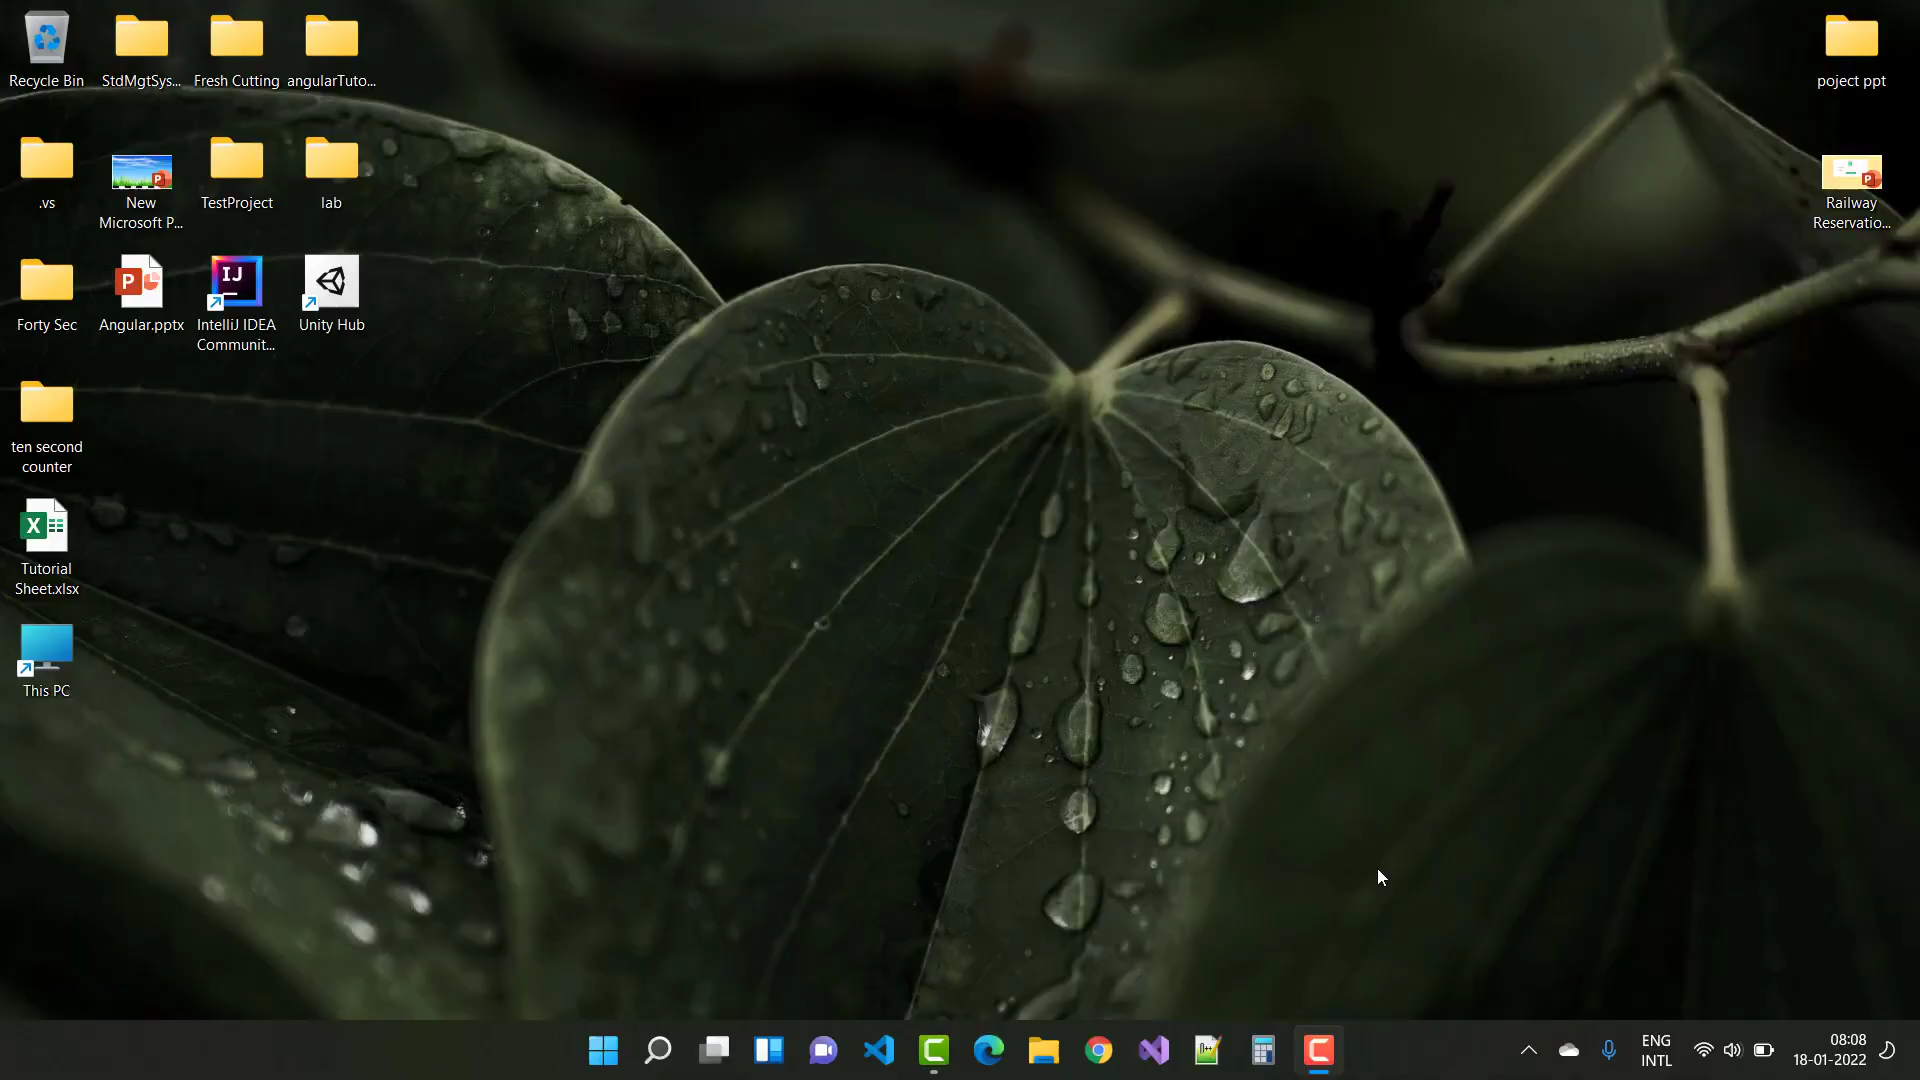 Recycle Bin
StdMgtSys...
Fresh Cutting
angularTuto...
poject ppt
.vs
New
Microsoft P...
TestProject
lab
Railway
Reservatio...
Forty Sec
Angular.pptx
IntelliJ IDEA
Communit...
Unity Hub
ten second
counter
Tutorial
Sheet.xlsx
This PC
ENG
INTL
08:08
18-01-2022